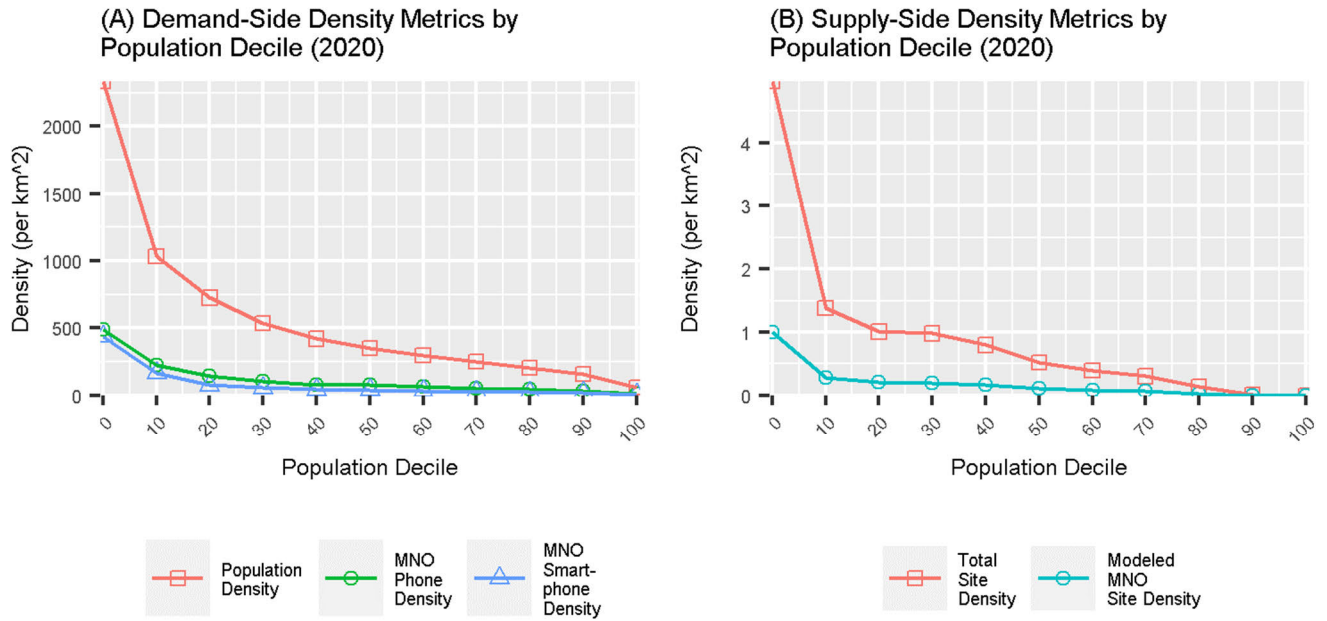 (A) Demand-Side Density Metrics by
Population Decile (2020)
Density (per km^2)
2000
1500
1000
500
0
0
10
20
30
40
50
60
70
80
90
100
Population Decile
Population
Density
MNO
Phone
Density
MNO
Smart-
phone
Density
(B) Supply-Side Density Metrics by
Population Decile (2020)
Density (per km^2)
4
3
2
1
0
0
10
20
30
40
50
60
70
80
90
100
Population Decile
Total
Site
Density
Modeled
MNO
Site Density